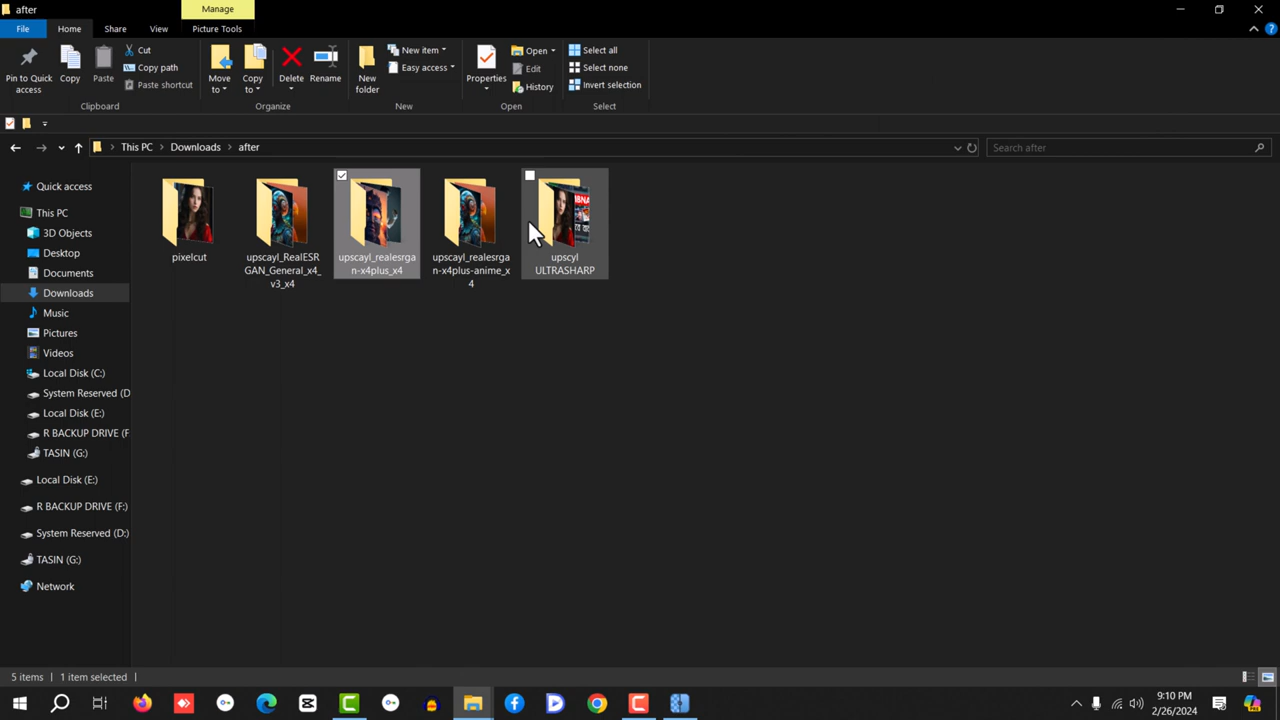 after
Manage
File
Home
Share
View
Picture Tools
Pin to Quick
access
Copy
Paste
Cut
Copy path
Paste shortcut
Clipboard
Move
to
Copy
to
Delete
Rename
Organize
New
folder
New item
Easy access
New
Properties
Open
Edit
History
Open
Select all
Select none
Invert selection
Select
This PC
Downloads
after
Search after
Quick access
This PC
3D Objects
Desktop
Documents
Downloads
Music
Pictures
Videos
Local Disk (C:)
System Reserved (D
Local Disk (E:)
R BACKUP DRIVE (F
TASIN (G:)
Local Disk (E:)
R BACKUP DRIVE (F:)
System Reserved (D:)
TASIN (G:)
Network
pixelcut
upscayl_RealESR
GAN_General_x4_
v3_x4
upscayl_realesrga
n-x4plus_x4
upscayl_realesrga
n-x4plus-anime_x
4
upscyl
ULTRASHARP
5 items
1 item selected
9:10 PM
2/26/2024